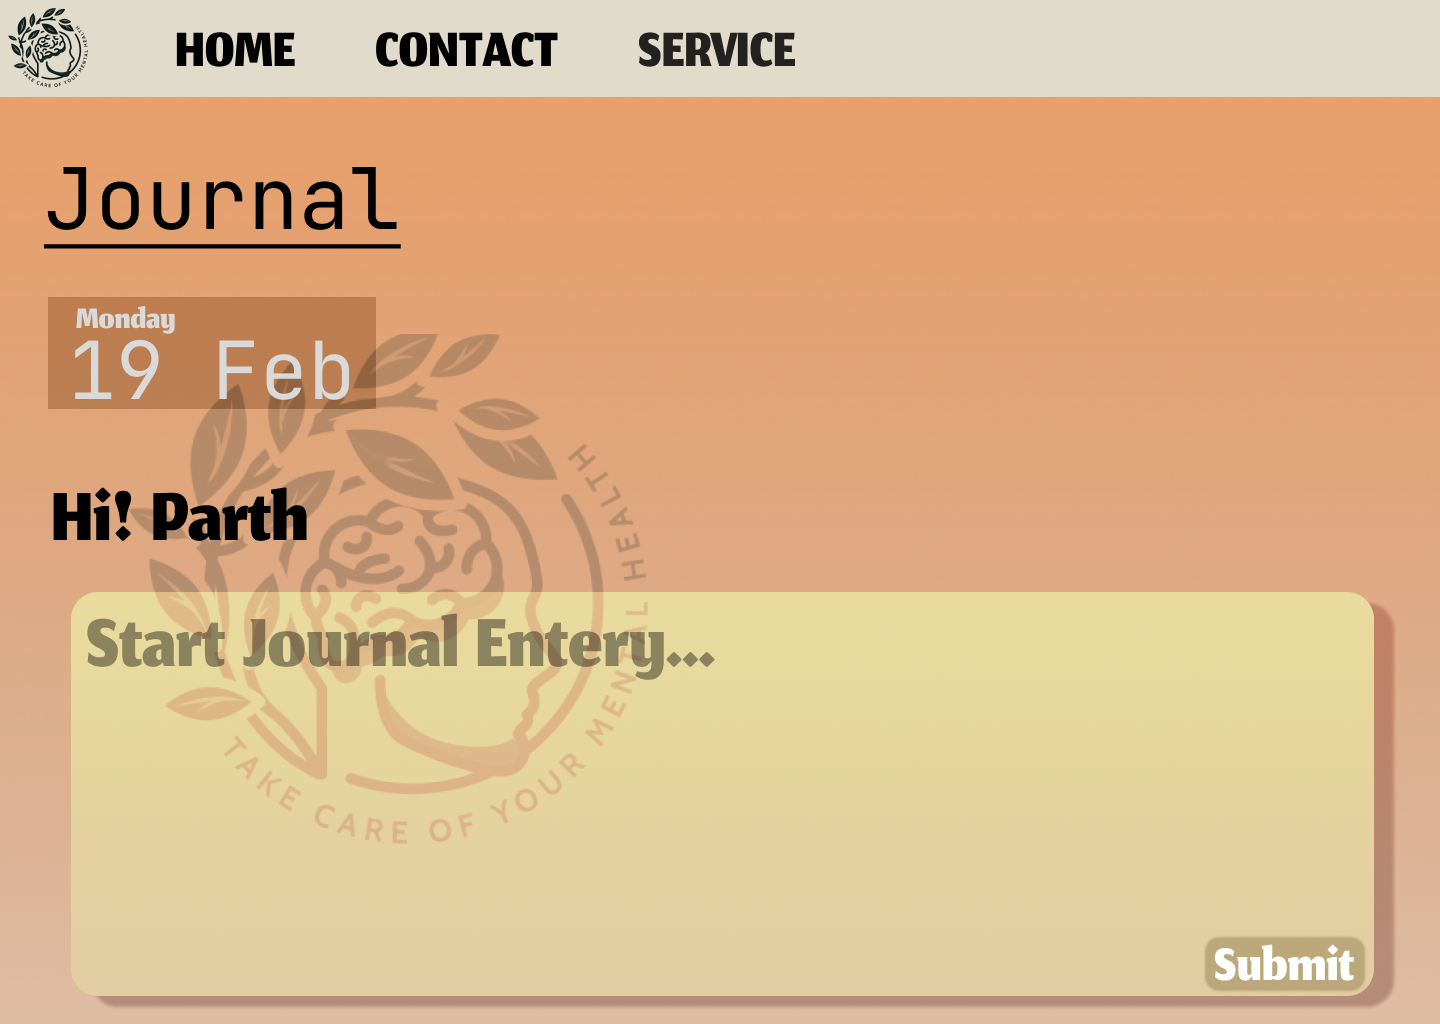 TAKE CARE OF YOUR MENTAL HEALTH
HOME CONTACT SERVICE
Journal
Monday
19 Feb
Hi! Parth
Start Journal Entery...
TAKE CARE OF YOUR MENTAL HEALTH
Submit